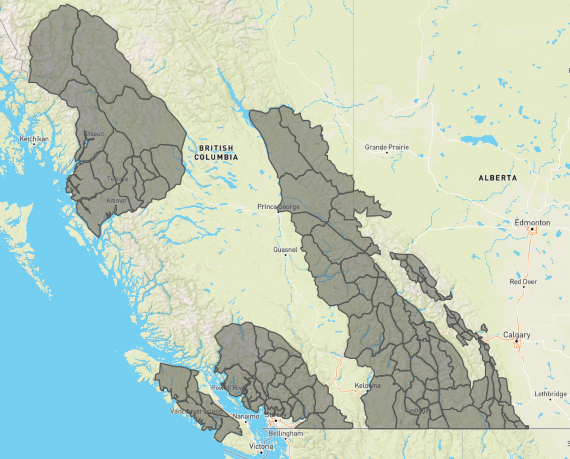 Ketchikan
BRITISH
COLUMBIA
Grande Prairie
ALBERTA
Terrace
Kitimat
Prince George
Edmonton
Quesnel
Red Deer
Calgary
Powell River
Kelowna
Lethbridge
Vancouver Island
Nanaimo
Bellingham
Victoria